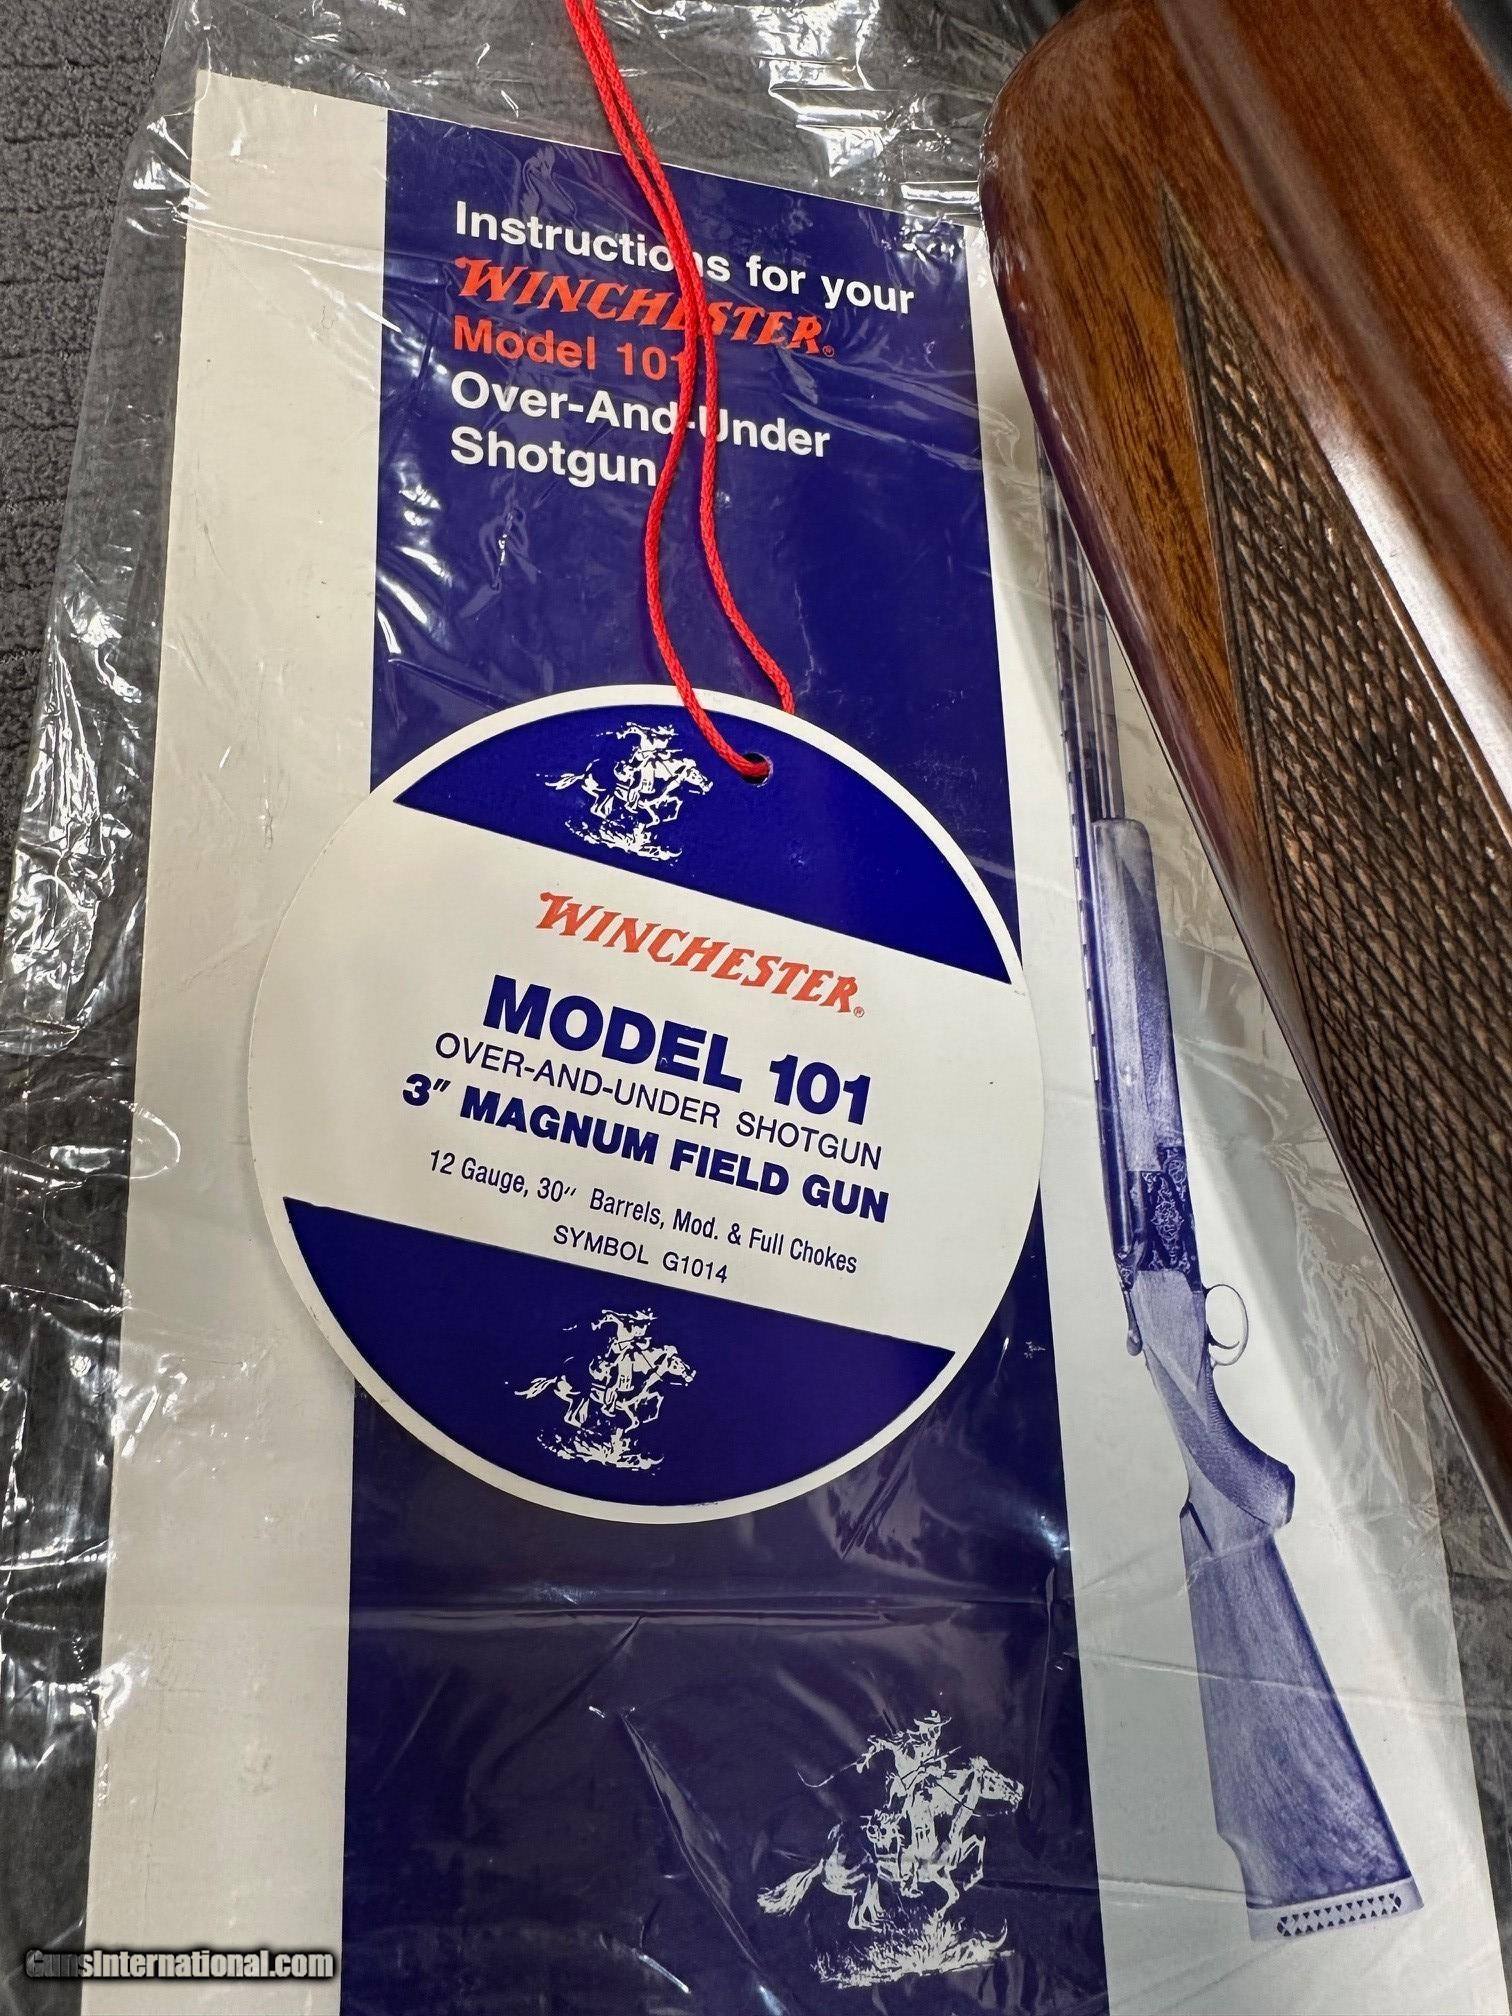 Instructions for your
WINCHESTER®
Model 101
Over-And-Under
Shotgun
WINCHESTER®
MODEL 101
OVER-AND-UNDER SHOTGUN
3" MAGNUM FIELD GUN
12 Gauge, 30" Barrels, Mod. & Full Chokes
SYMBOL G1014
GunsInternational.com